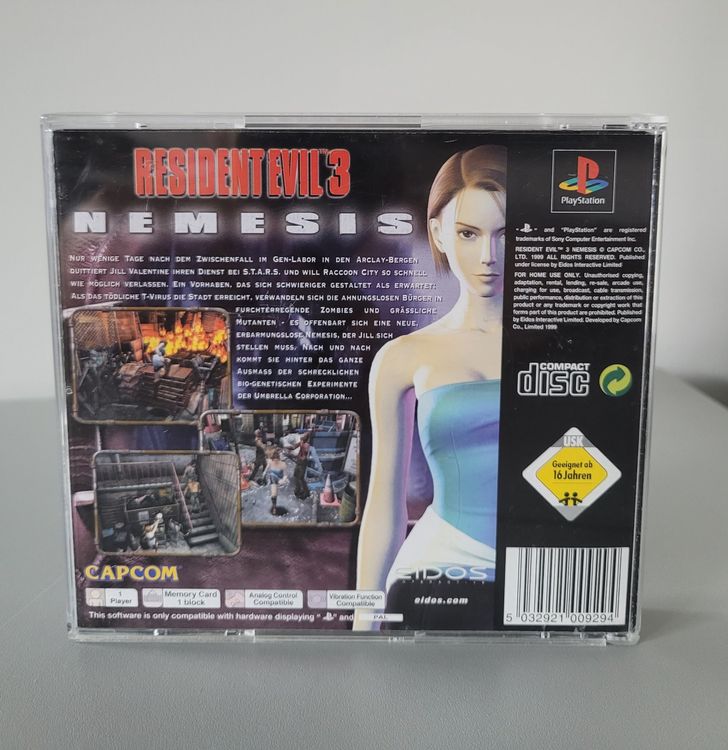 RESIDENT EVIL™ 3
NEMESIS
NUR WENIGE TAGE NACH DEM ZWISCHENFALL IM GEN-LABOR IN DEN ARCLAY-BERGEN
QUITTIERT JILL VALENTINE IHREN DIENST BEI S.T.A.R.S. UND WILL RACCOON CITY SO SCHNELL
WIE MÖGLICH VERLASSEN. EIN VORHABEN, DAS SICH SCHWIERIGER GESTALTET ALS ERWARTET:
ALS DAS TÖDLICHE T-VIRUS DIE STADT ERREICHT, VERWANDELN SICH DIE AHNUNGSLOSEN BÜRGER IN
FURCHTERREGENDE ZOMBIES UND GRÄSSLICHE
MUTANTEN - ES OFFENBART SICH EINE NEUE,
ERBARMUNGSLOSE NEMESIS, DER JILL SICH
STELLEN MUSS. NACH UND NACH
KOMMT SIE HINTER DAS GANZE
AUSMASS DER SCHRECKLICHEN
BIO-GENETISCHEN EXPERIMENTE
DER UMBRELLA CORPORATION...
CAPCOM
1
Player
Memory Card
1 block
Analog Control
Compatible
Vibration Function
Compatible
This software is only compatible with hardware displaying " " and
PAL
EIDOS
INTERACTIVE
eidos.com
PlayStation
" " and "PlayStation" are registered
trademarks of Sony Computer Entertainment Inc.
RESIDENT EVIL™ 3 NEMESIS © CAPCOM CO.,
LTD. 1999 ALL RIGHTS RESERVED. Published
under license by Eidos Interactive Limited
FOR HOME USE ONLY. Unauthorised copying,
adaptation, rental, lending, re-sale, arcade use,
charging for use, broadcast, cable transmission,
public performance, distribution or extraction of this
product or any trademark or copyright work that
forms part of this product are prohibited. Published
by Eidos Interactive Limited. Developed by Capcom
Co., Limited 1999
COMPACT
disc
USK
Geeignet ab
16 Jahren
5 032921 009294